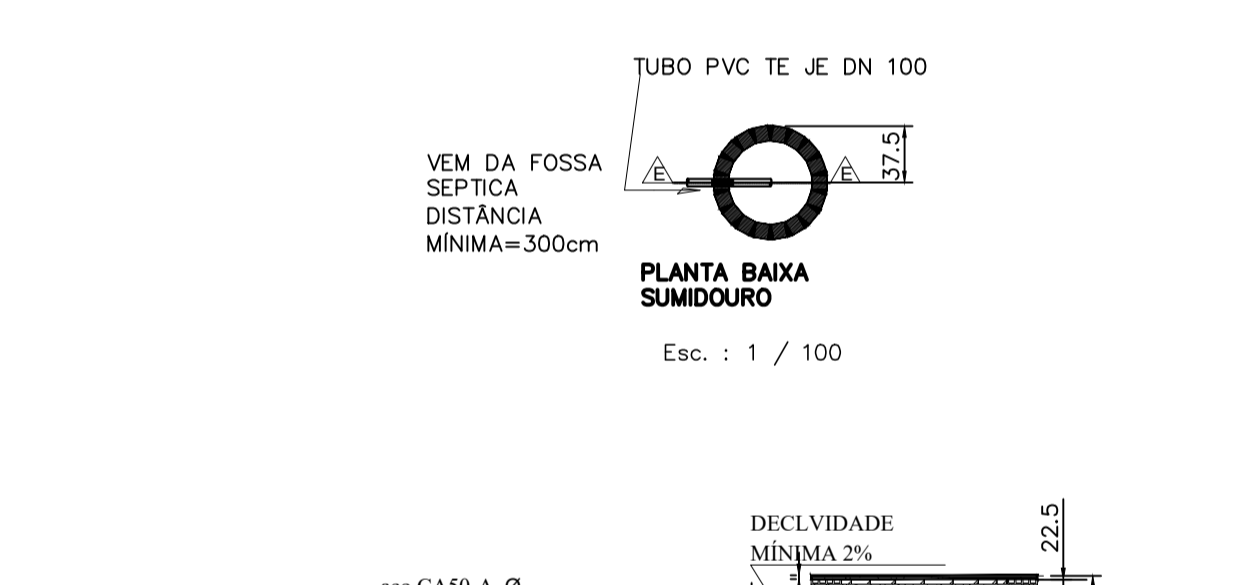 TUBO PVC TE JE DN 100
VEM DA FOSSA
SEPTICA
DISTÂNCIA
MÍNIMA=300cm
E
E
37.5
PLANTA BAIXA
SUMIDOURO
Esc. : 1 / 100
DECLVIDADE
MÍNIMA 2%
22.5
CA50-A Ø